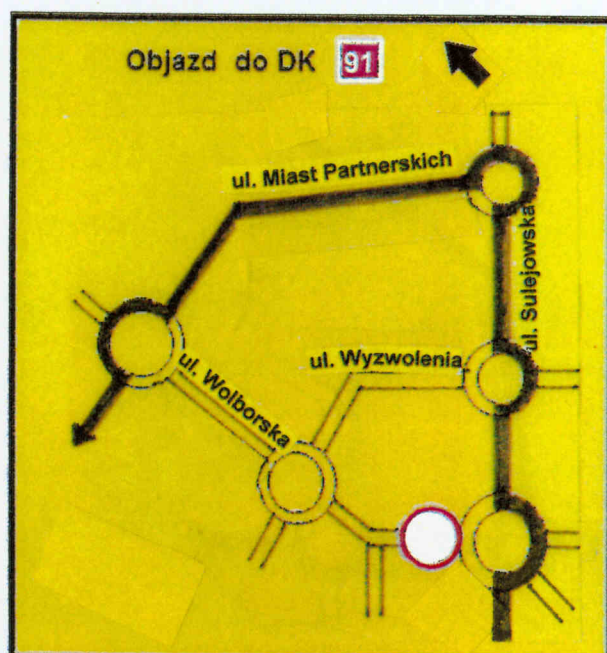 Objazd do DK 91
ul. Miast Partnerskich
ul. Sulejowska
ul. Wyzwolenia
ul. Wolborska